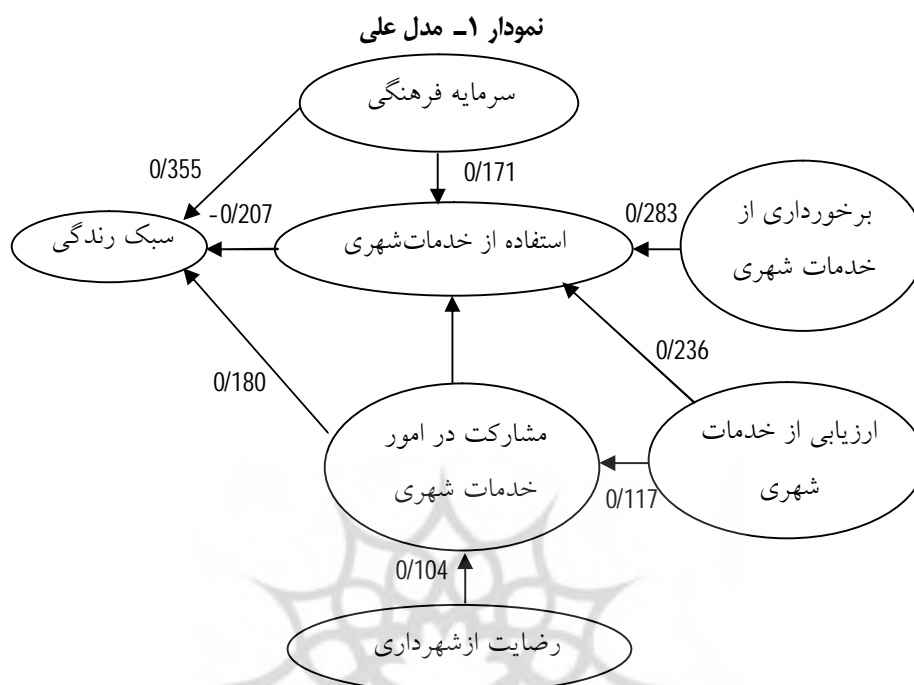 نمودار ۱ـ مدل علی
سرمایه فرهنگی
0/355
0/171
-0/207
0/283
برخورداری از
خدمات شهری
استفاده از خدمات‌شهری
سبک رندگی
0/236
0/180
ارزیابی از خدمات
شهری
مشارکت در امور
خدمات شهری
0/117
0/104
رضایت ازشهرداری